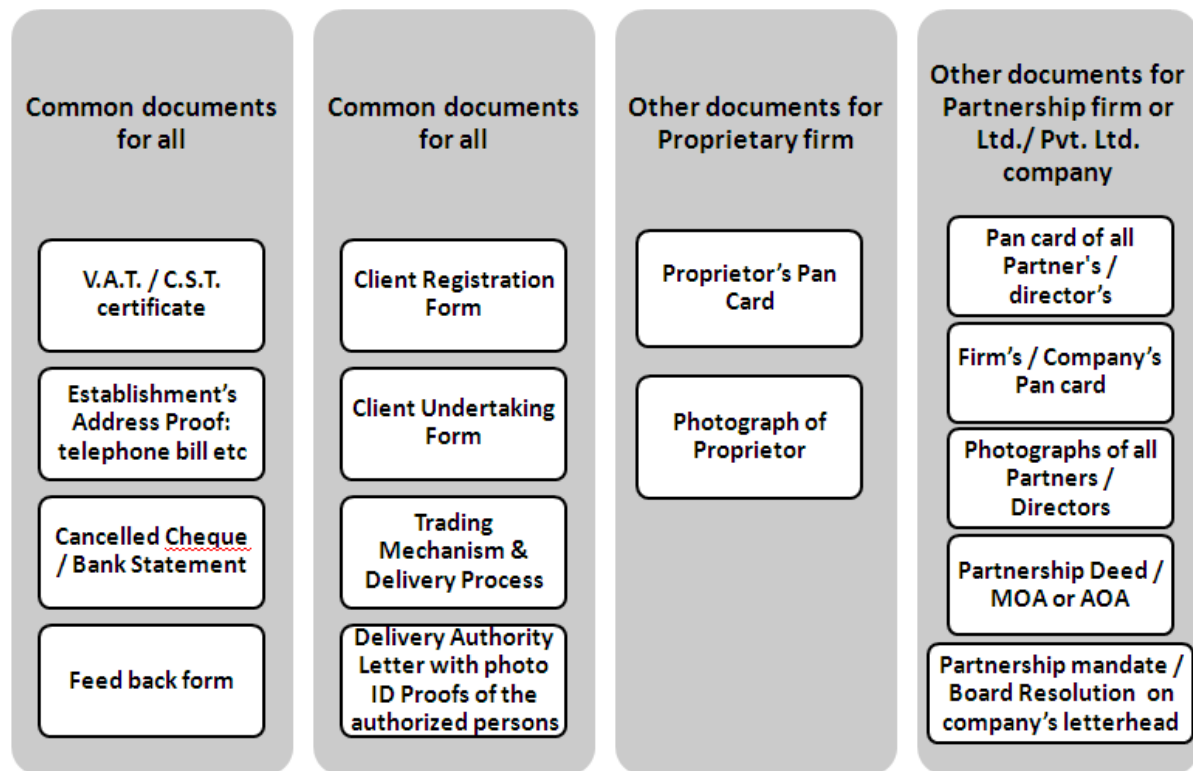 Common documents
for all
V.A.T. / C.S.T.
certificate
Establishment’s
Address Proof:
telephone bill etc
Cancelled Cheque
/ Bank Statement
Feed back form
Common documents
for all
Client Registration
Form
Client Undertaking
Form
Trading
Mechanism &
Delivery Process
Delivery Authority
Letter with photo
ID Proofs of the
authorized persons
Other documents for
Proprietary firm
Proprietor’s Pan
Card
Photograph of
Proprietor
Other documents for
Partnership firm or
Ltd./ Pvt. Ltd.
company
Pan card of all
Partner's /
director’s
Firm’s / Company’s
Pan card
Photographs of all
Partners /
Directors
Partnership Deed /
MOA or AOA
Partnership mandate /
Board Resolution on
company’s letterhead